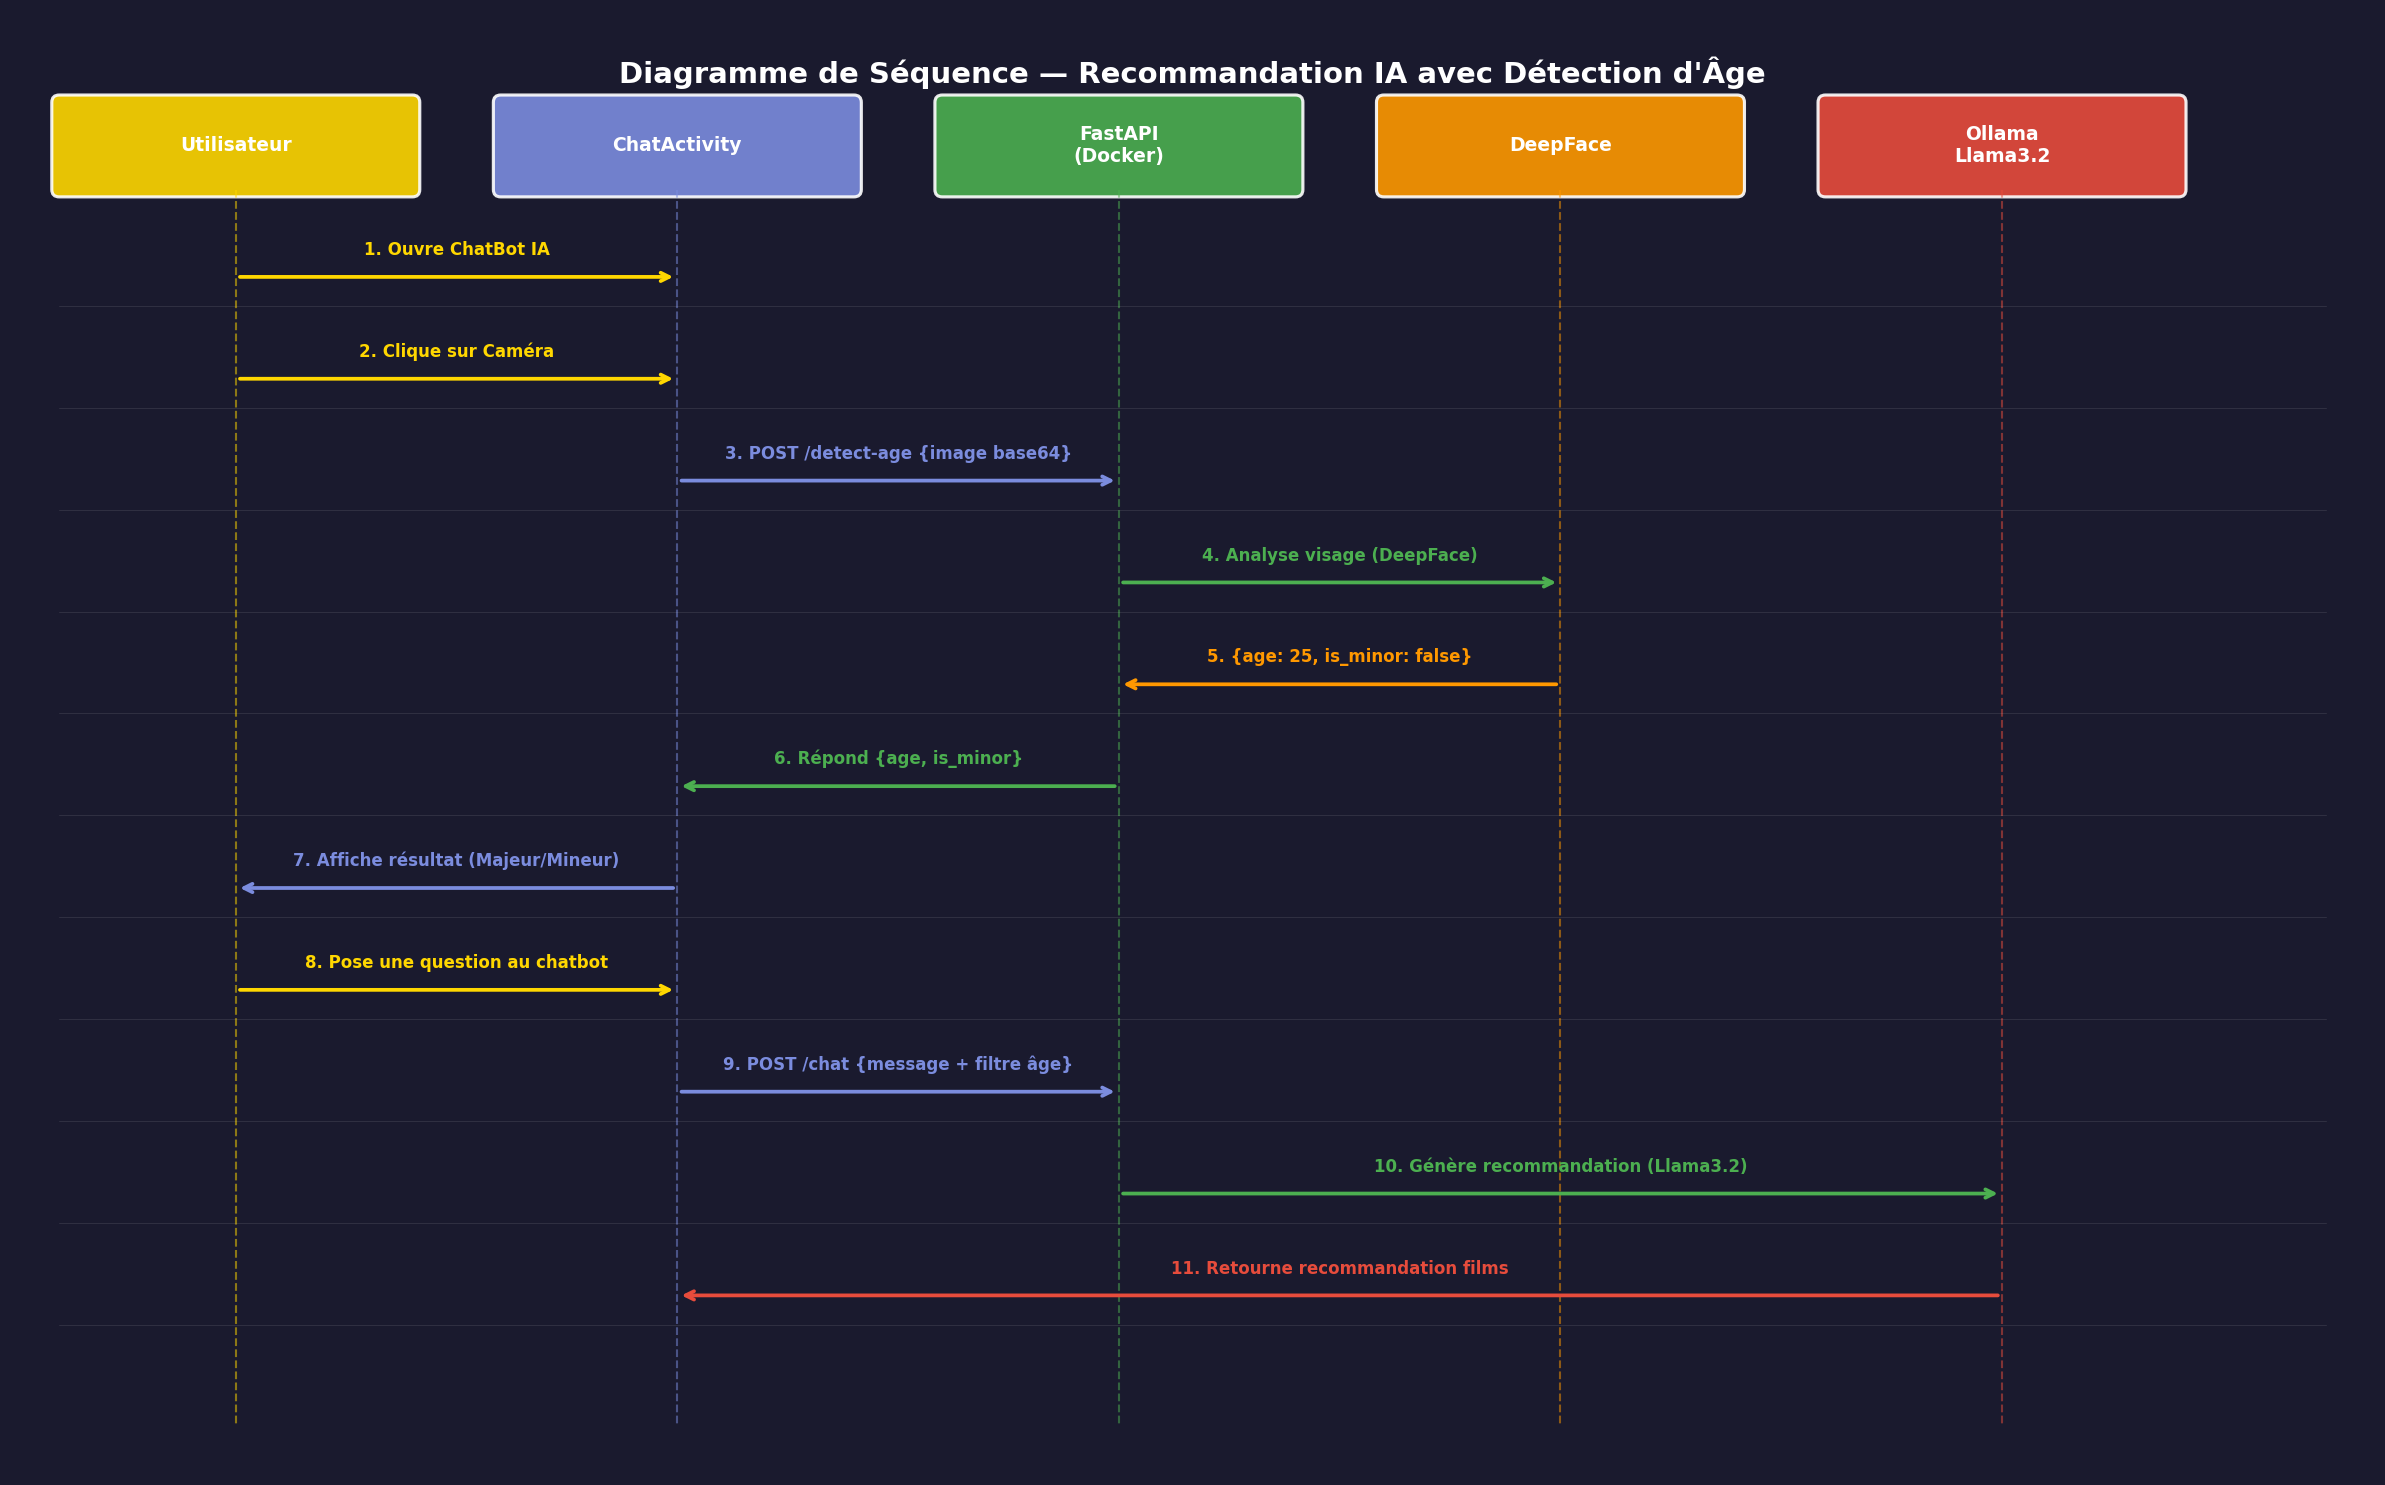 Diagramme de Séquence — Recommandation IA avec Détection d'Âge
Utilisateur
ChatActivity
FastAPI
(Docker)
DeepFace
Ollama
Llama3.2
1. Ouvre ChatBot IA
2. Clique sur Caméra
3. POST /detect-age {image base64}
4. Analyse visage (DeepFace)
5. {age: 25, is_minor: false}
6. Répond {age, is_minor}
7. Affiche résultat (Majeur/Mineur)
8. Pose une question au chatbot
9. POST /chat {message + filtre âge}
10. Génère recommandation (Llama3.2)
11. Retourne recommandation films